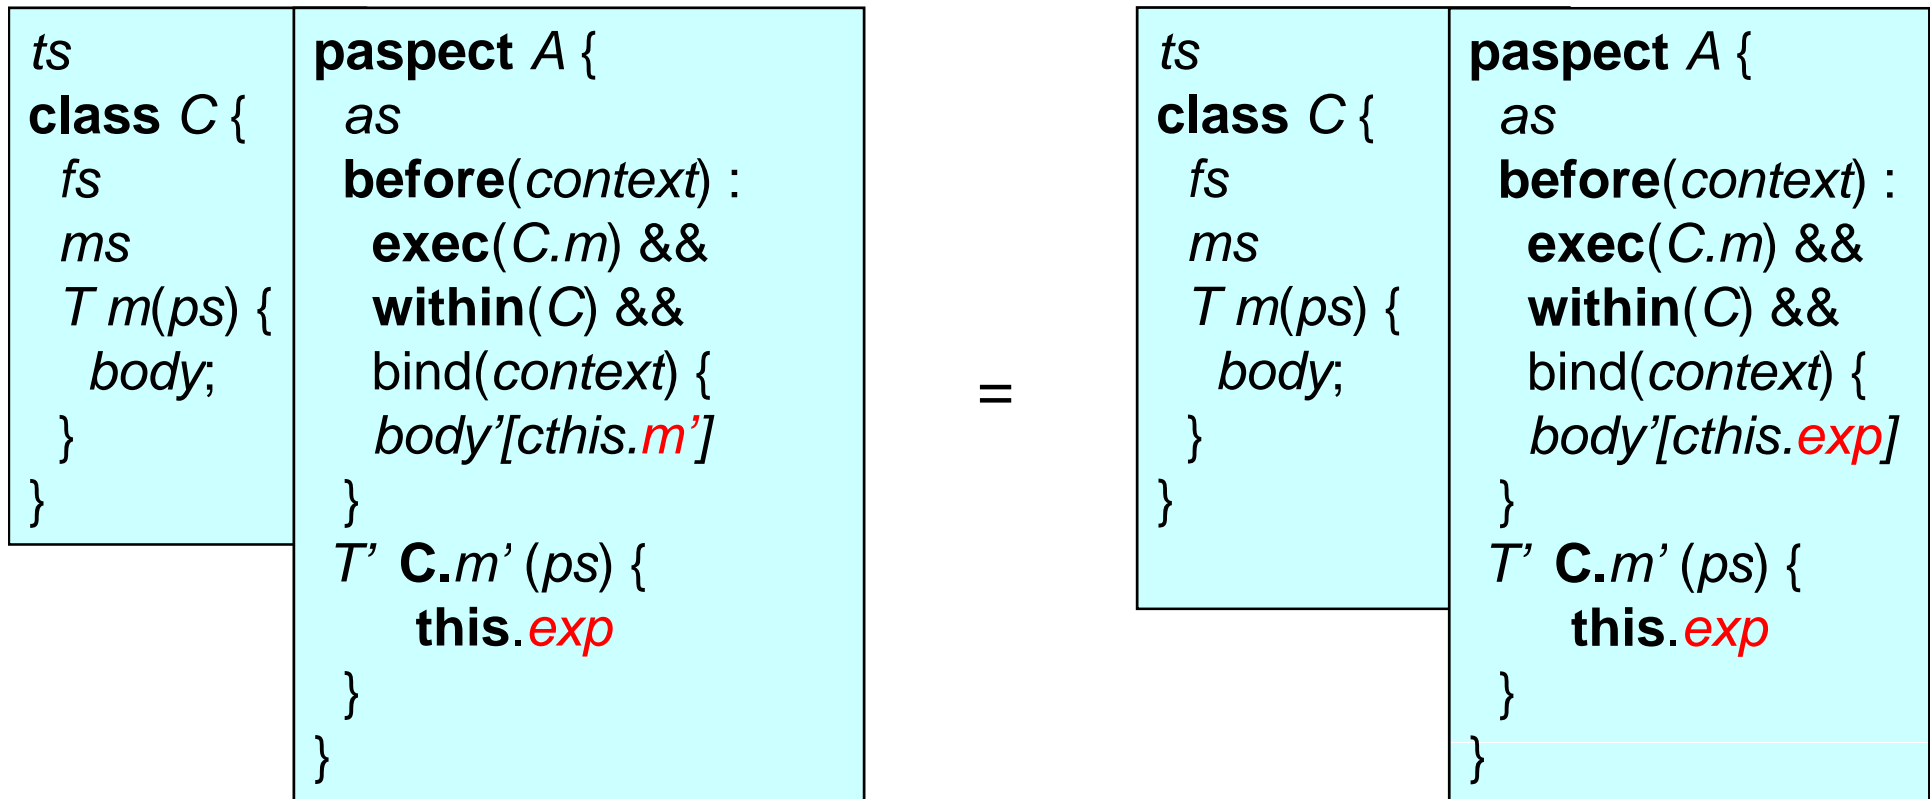 ts
class C {
fs
ms
T m(ps) {
body;
}
}
paspect A {
as
before(context) :
exec(C.m) &&
within(C) &&
bind(context) {
body’[cthis.m’]
}
T’ C.m’ (ps) {
this.exp
}
}
=
ts
class C {
fs
ms
T m(ps) {
body;
}
}
paspect A {
as
before(context) :
exec(C.m) &&
within(C) &&
bind(context) {
body’[cthis.exp]
}
T’ C.m’ (ps) {
this.exp
}
}